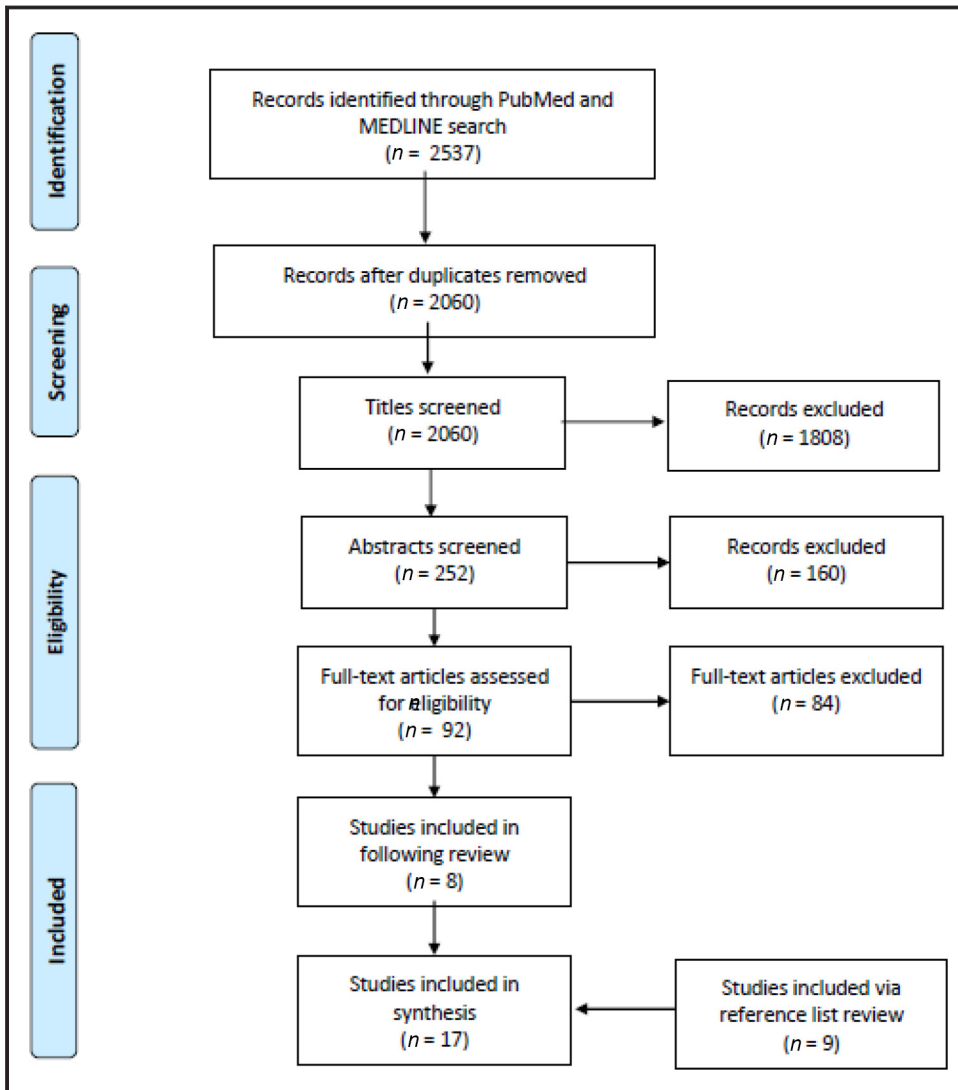 Identification
Records identified through PubMed and
MEDLINE search
(n = 2537)
Records after duplicates removed
(n = 2060)
Screening
Titles screened
(n = 2060)
Records excluded
(n = 1808)
Eligibility
Abstracts screened
(n = 252)
Records excluded
(n = 160)
Full-text articles assessed
for eligibility
(n = 92)
Full-text articles excluded
(n = 84)
Included
Studies included in
following review
(n = 8)
Studies included in
synthesis
(n = 17)
Studies included via
reference list review
(n = 9)